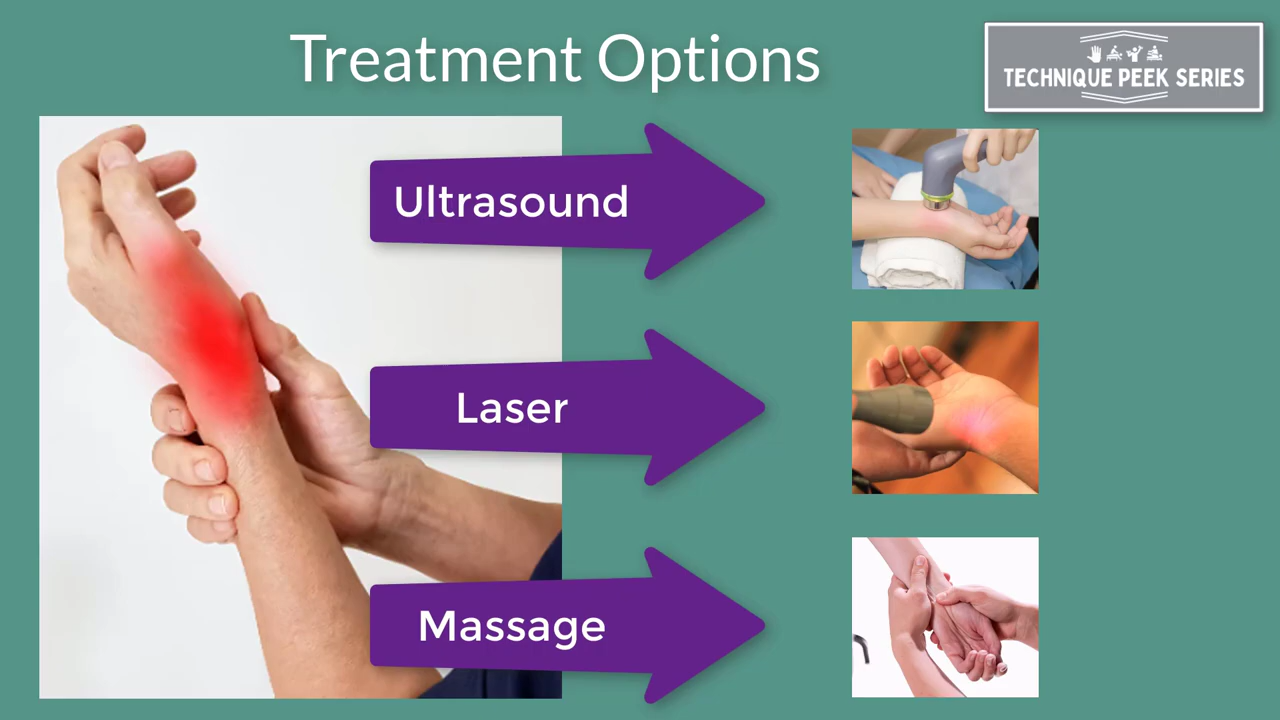 Treatment Options
TECHNIQUE PEEK SERIES
Ultrasound
Laser
Massage